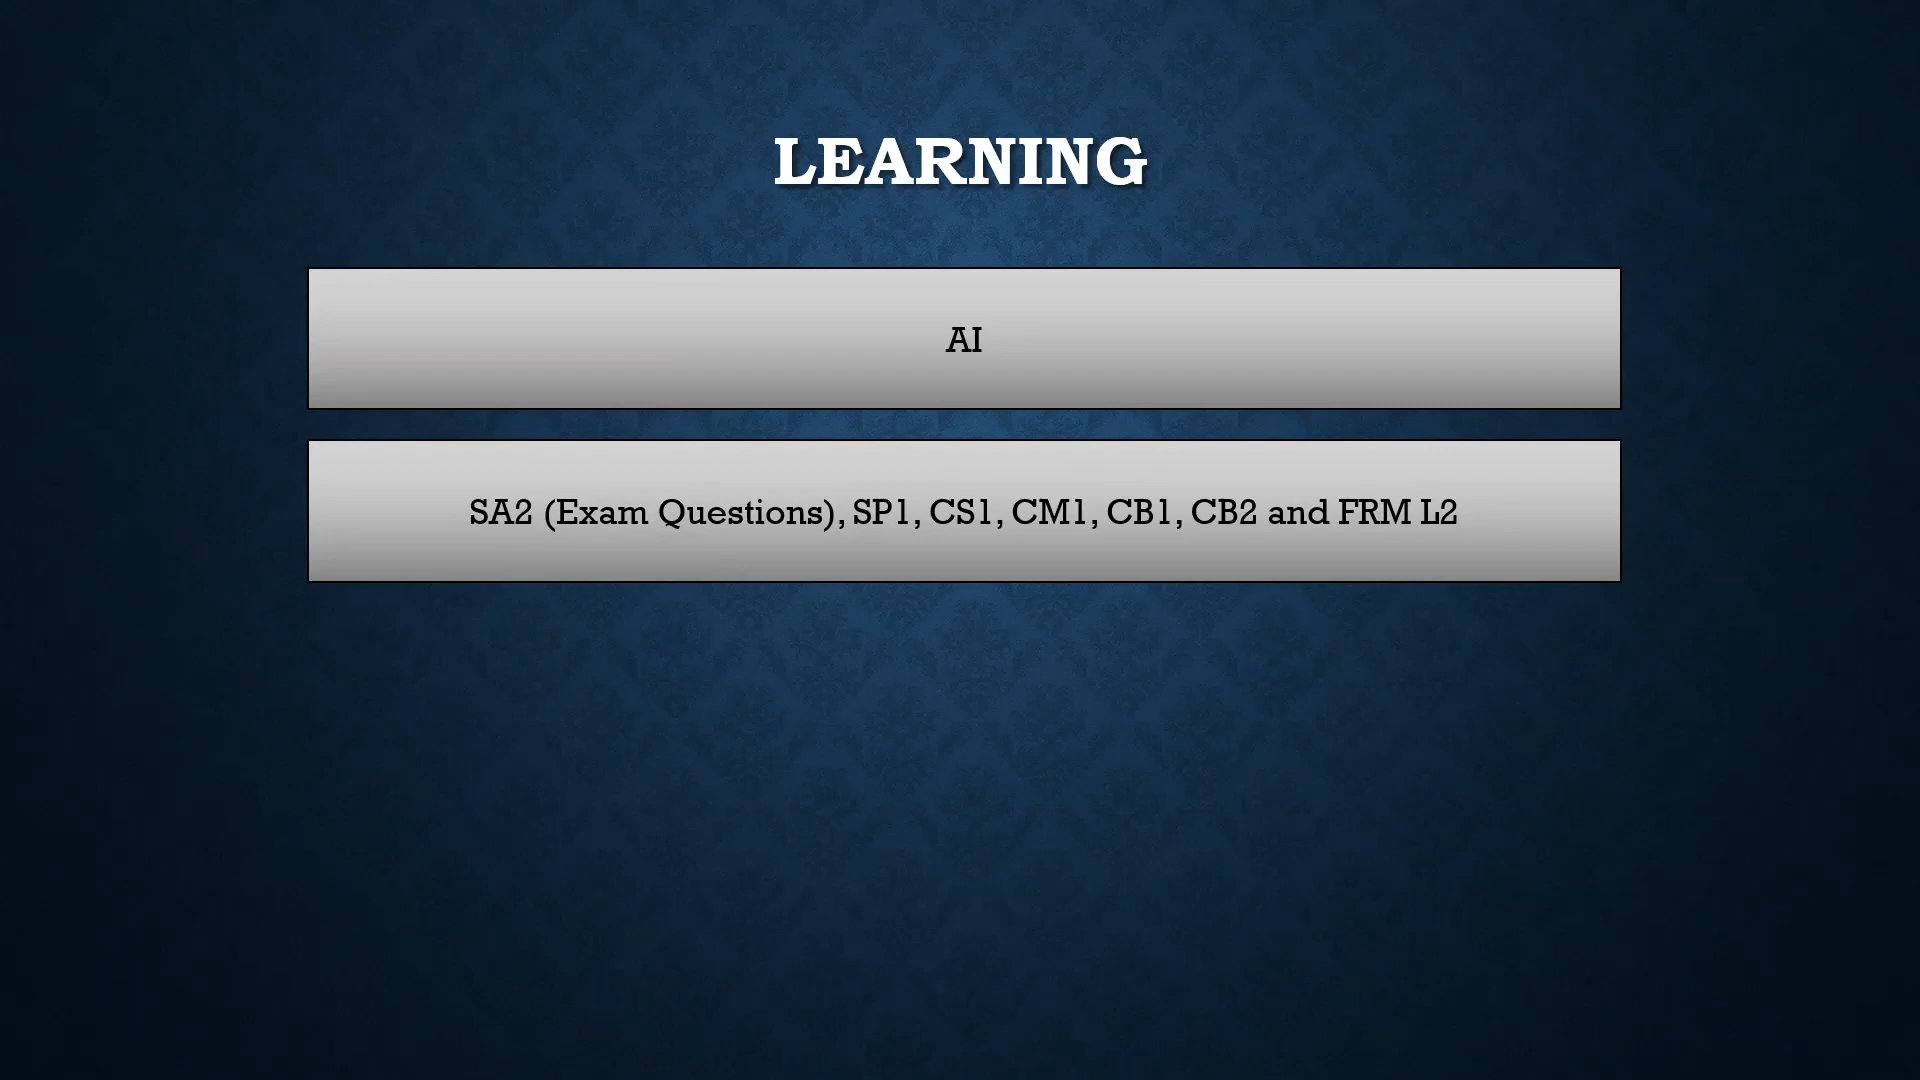 LEARNING
AI
SA2 (Exam Questions), SP1, CS1, CM1, CB1, CB2 and FRM L2